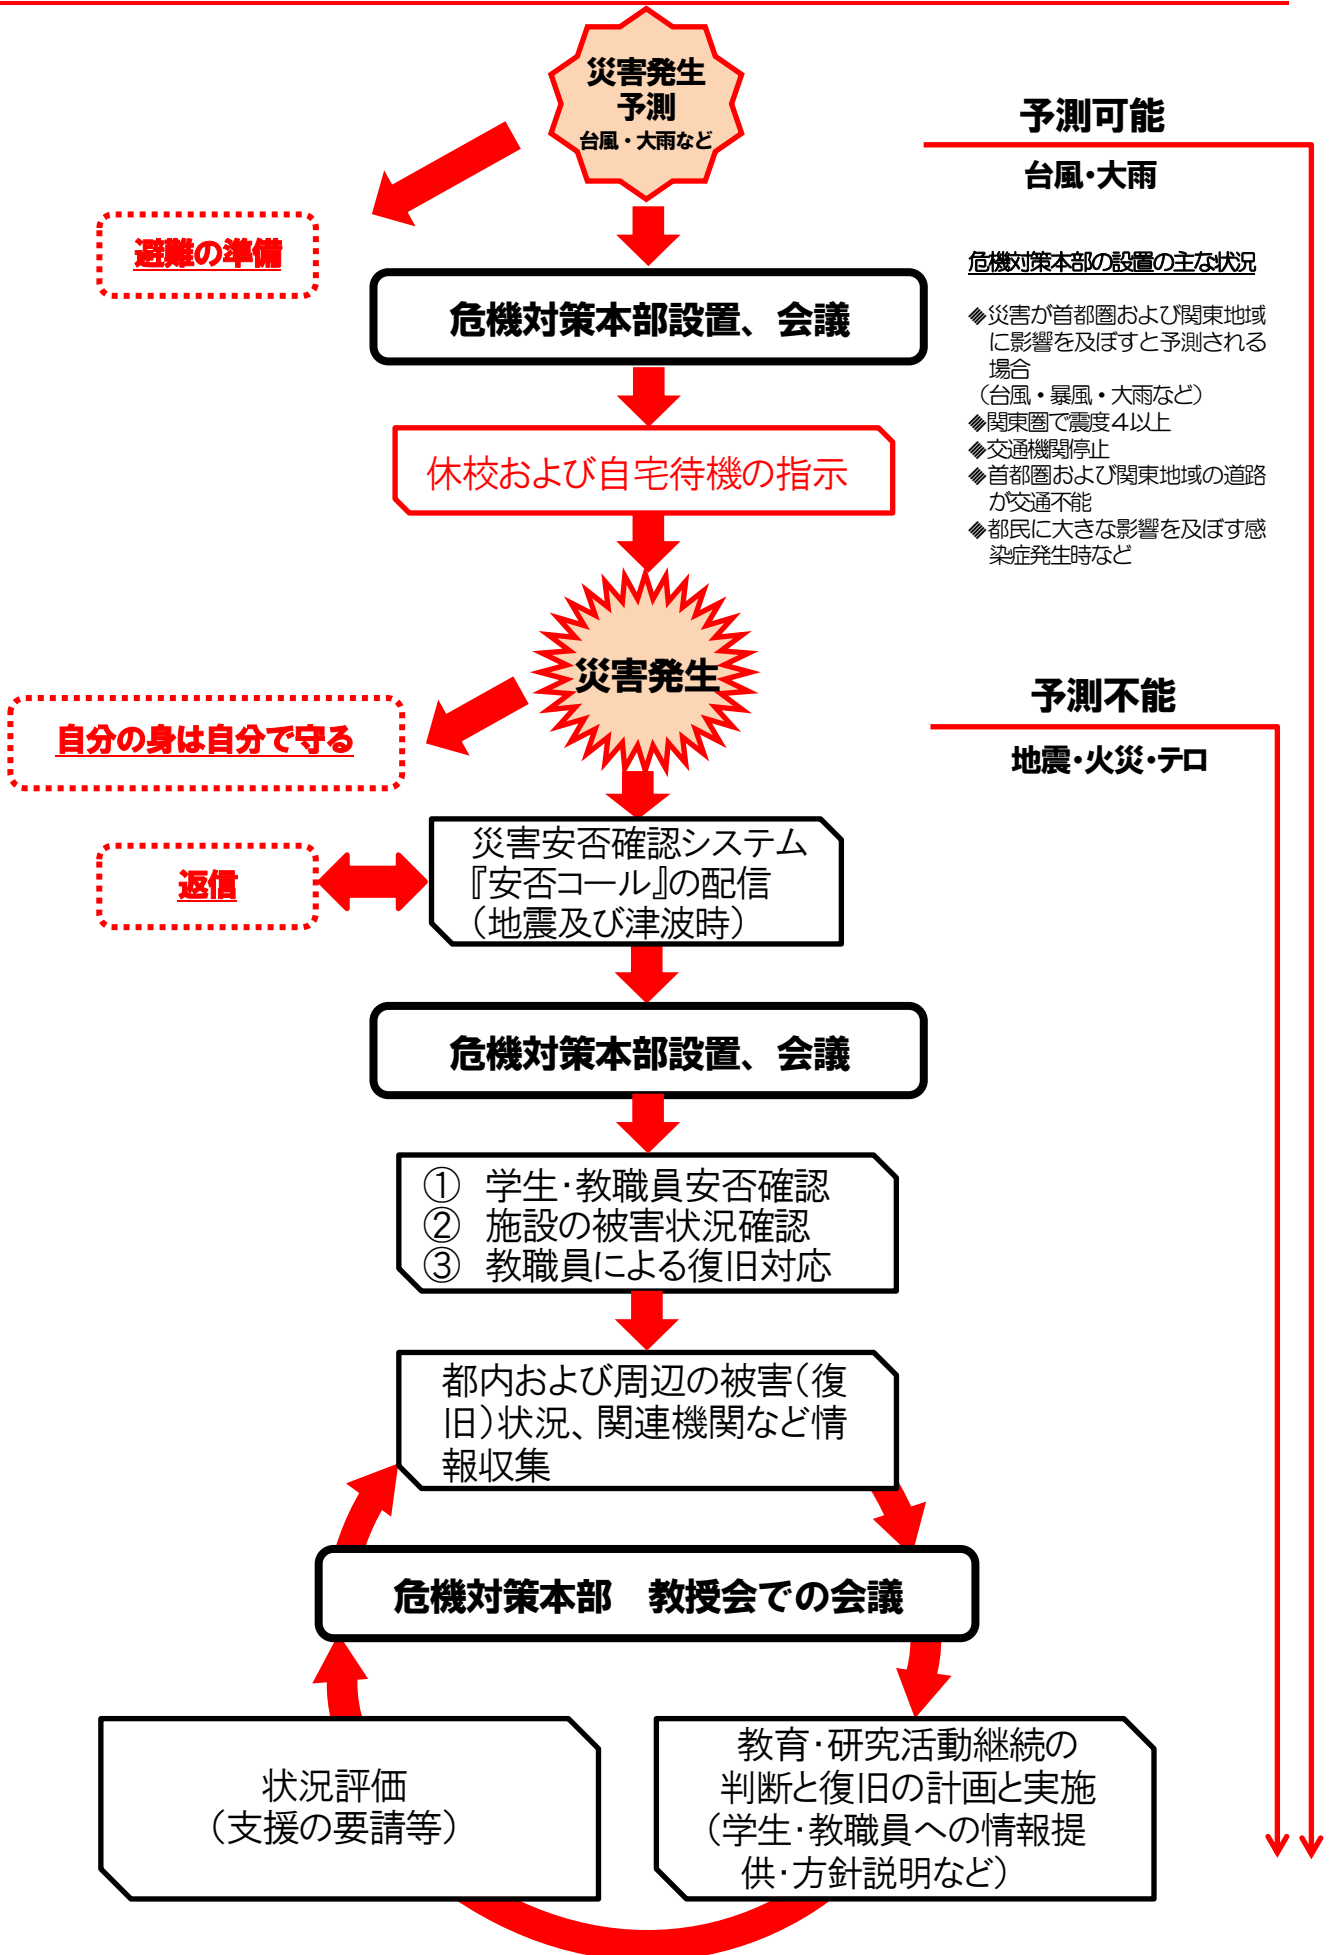 災害発生
予測
台風・大雨など
予測可能
台風・大雨
避難の準備
危機対策本部設置、会議
危機対策本部の設置の主な状況
◆災害が首都圏および関東地域
に影響を及ぼすと予測される
場合
（台風・暴風・大雨など）
◆関東圏で震度４以上
◆交通機関停止
◆首都圏および関東地域の道路
が交通不能
◆都民に大きな影響を及ぼす感
染症発生時など
休校および自宅待機の指示
災害発生
予測不能
地震・火災・テロ
自分の身は自分で守る
災害安否確認システム
『安否コール』の配信
（地震及び津波時）
返信
危機対策本部設置、会議
① 学生・教職員安否確認
② 施設の被害状況確認
③ 教職員による復旧対応
都内および周辺の被害（復
旧）状況、関連機関など情
報収集
危機対策本部　教授会での会議
状況評価
（支援の要請等）
教育・研究活動継続の
判断と復旧の計画と実施
（学生・教職員への情報提
供・方針説明など）